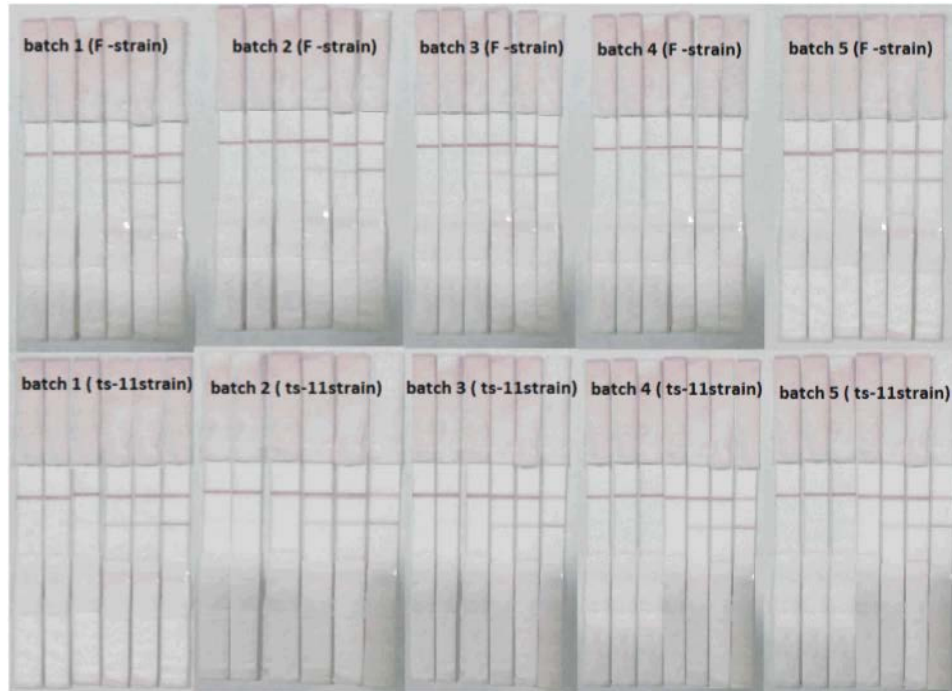 batch 1 (F -strain)
batch 2 (F -strain)
batch 3 (F -strain)
batch 4 (F -strain)
batch 5 (F -strain)
batch 1 ( ts-11strain)
batch 2 ( ts-11strain)
batch 3 ( ts-11strain)
batch 4 ( ts-11strain)
batch 5 ( ts-11strain)